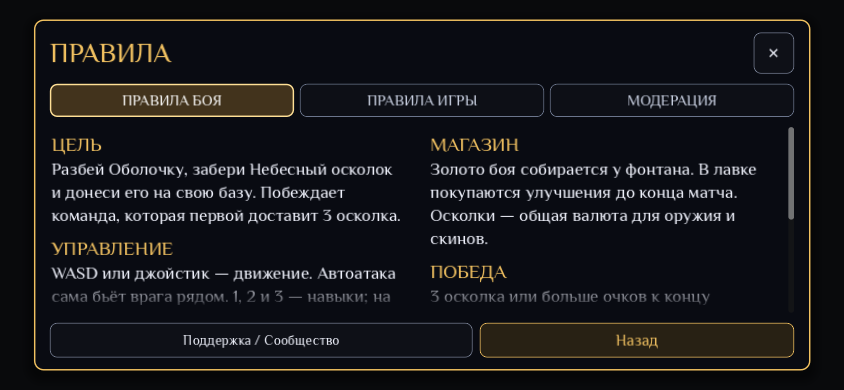 ПРАВИЛА
×
ПРАВИЛА БОЯ
ПРАВИЛА ИГРЫ
МОДЕРАЦИЯ
ЦЕЛЬ
Разбей Оболочку, забери Небесный осколок
и донеси его на свою базу. Побеждает
команда, которая первой доставит 3 осколка.
УПРАВЛЕНИЕ
WASD или джойстик — движение. Автоатака
сама бьёт врага рядом. 1, 2 и 3 — навыки; на
МАГАЗИН
Золото боя собирается у фонтана. В лавке
покупаются улучшения до конца матча.
Осколки — общая валюта для оружия и
скинов.
ПОБЕДА
3 осколка или больше очков к концу
Поддержка / Сообщество
Назад